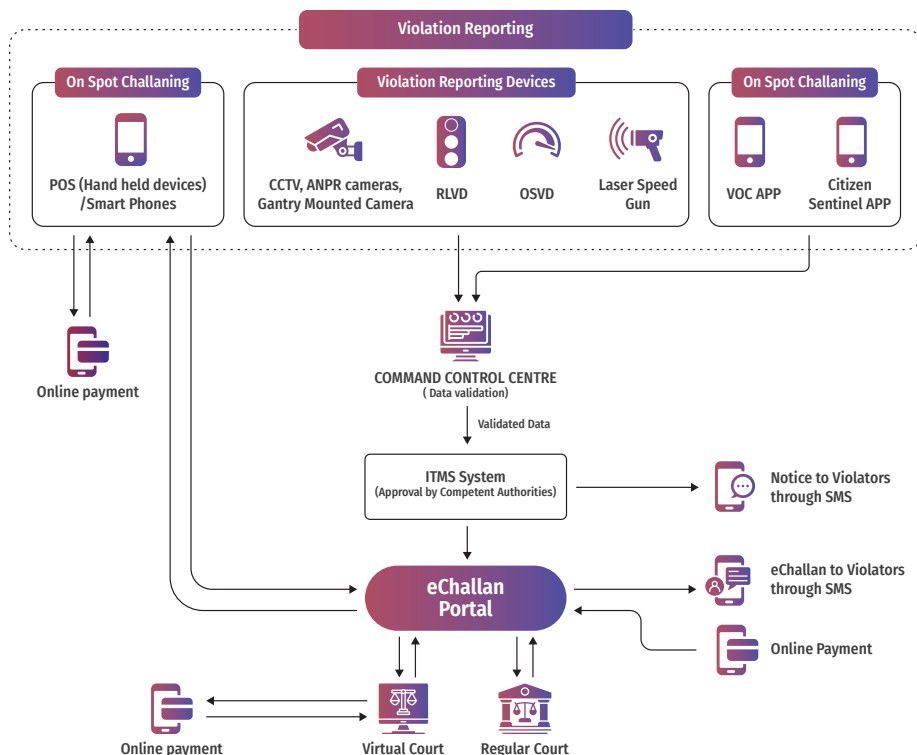 Violation Reporting
On Spot Challaning
POS (Hand held devices)
/Smart Phones
Violation Reporting Devices
CCTV, ANPR cameras,
Gantry Mounted Camera
RLVD
OSVD
Laser Speed
Gun
On Spot Challaning
VOC APP
Citizen
Sentinel APP
Online payment
COMMAND CONTROL CENTRE
( Data validation)
Validated Data
ITMS System
(Approval by Competent Authorities)
Notice to Violators
through SMS
eChallan
Portal
eChallan to Violators
through SMS
Online Payment
Online payment
Virtual Court
Regular Court